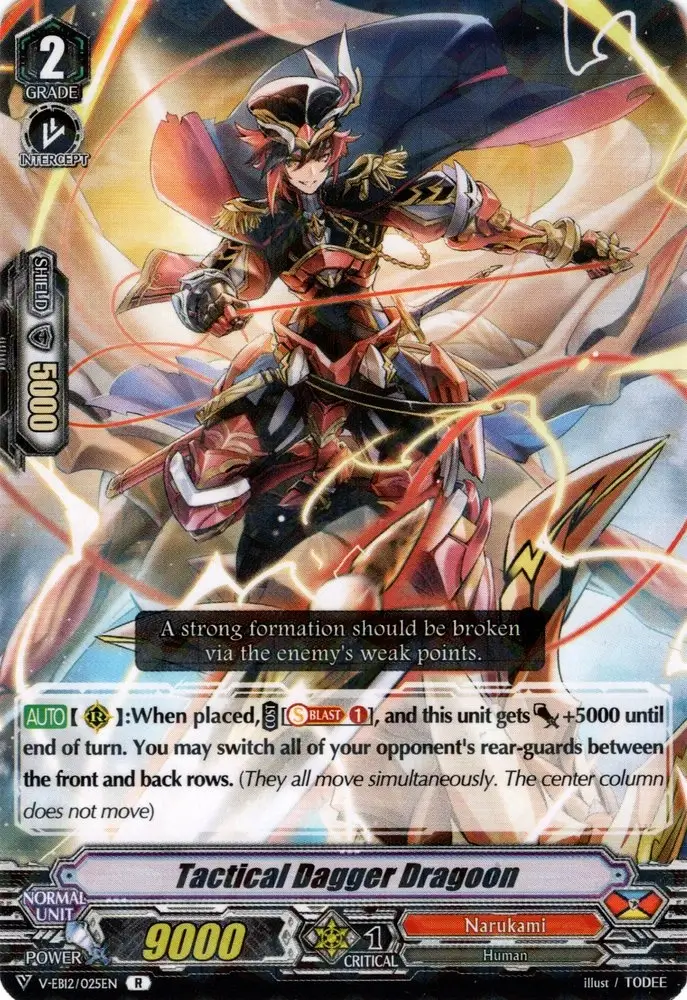 2
GRADE
INTERCEPT
SHIELD
5000
A strong formation should be broken
via the enemy's weak points.
AUTO【 R 】:When placed, COST [S BLAST 1], and this unit gets +5000 until
end of turn. You may switch all of your opponent's rear-guards between
the front and back rows. (They all move simultaneously. The center column
does not move)
Tactical Dagger Dragoon
NORMAL
UNIT
POWER
9000
1
CRITICAL
Narukami
Human
V-EB12/025EN R
illust / TODEE